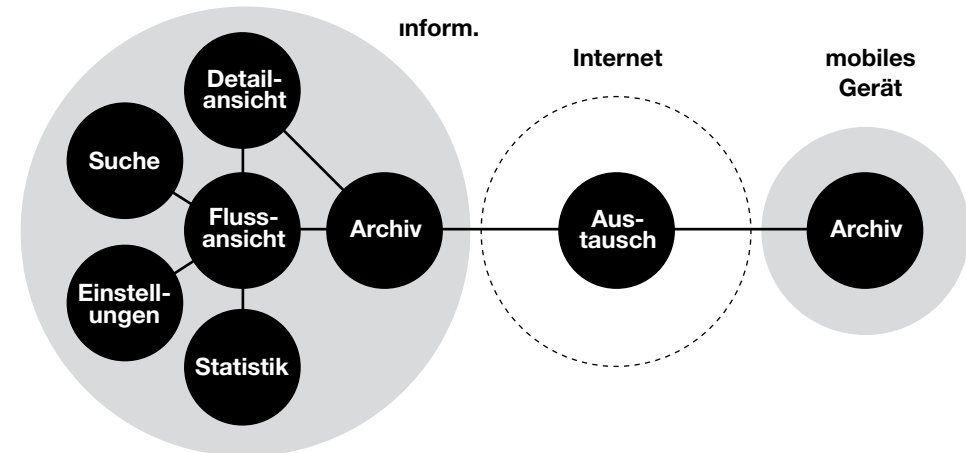 ınform.
Internet
mobiles
Gerät
Detail-
ansicht
Suche
Fluss-
ansicht
Archiv
Aus-
tausch
Archiv
Einstell-
ungen
Statistik